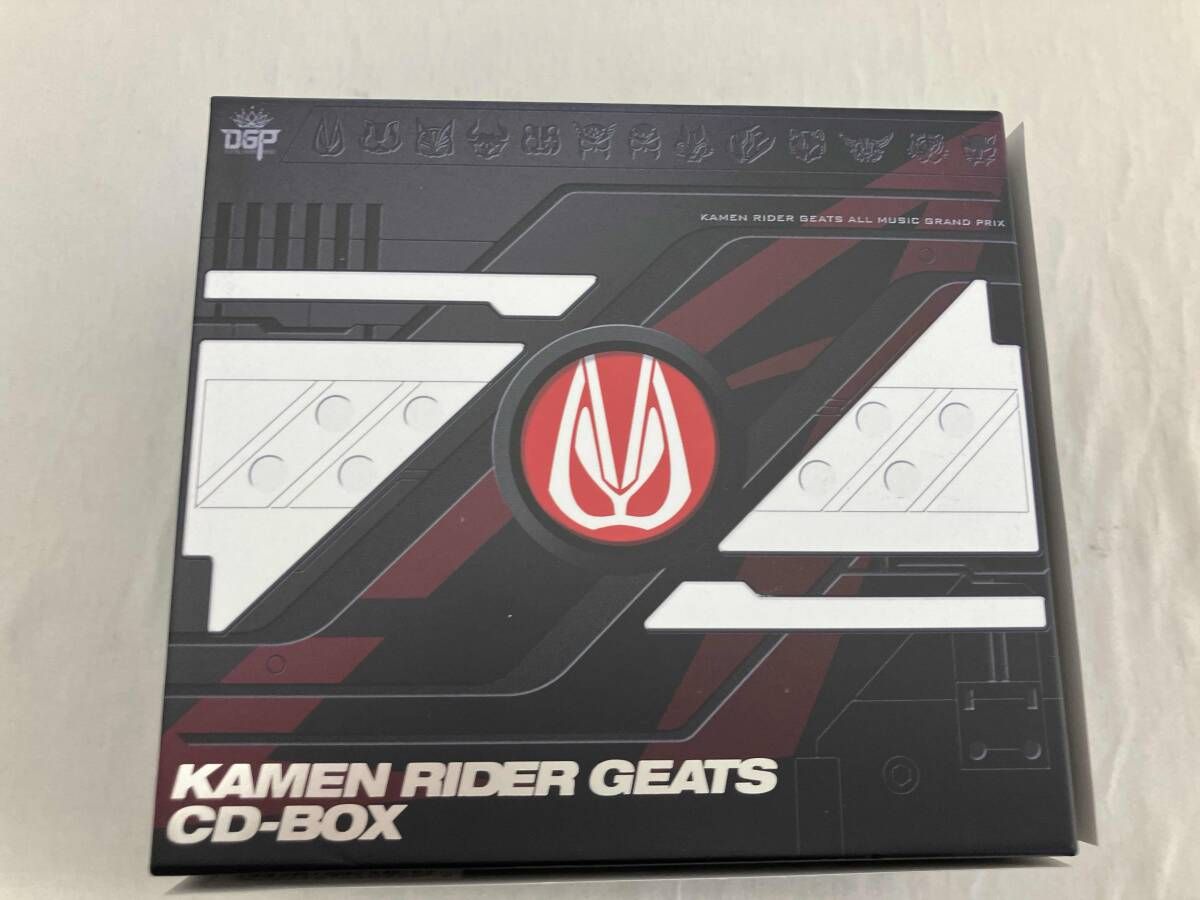 DGP
KAMEN RIDER GEATS ALL MUSIC GRAND PRIX
KAMEN RIDER GEATS
CD-BOX